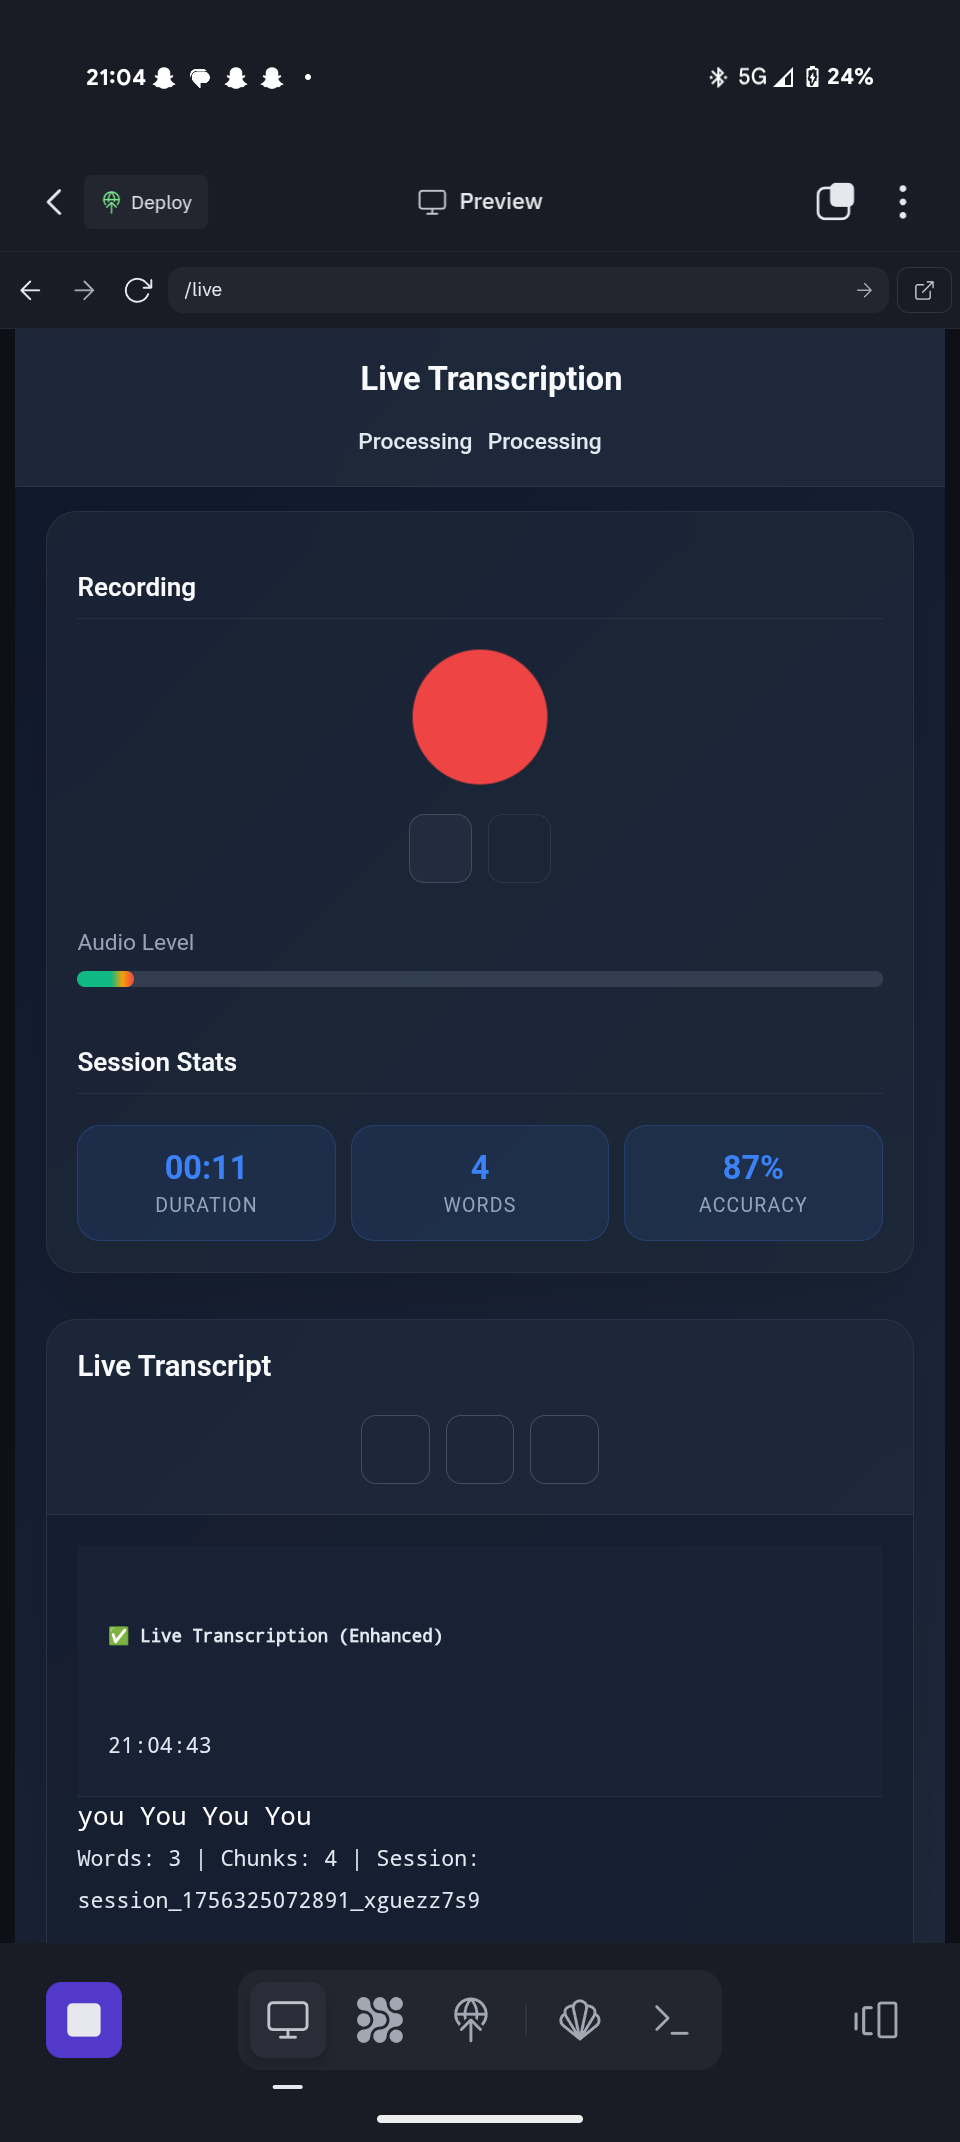 21:04
5G
24%
Deploy
Preview
/live
Live Transcription
Processing Processing
Recording
Audio Level
Session Stats
00:11
DURATION
4
WORDS
87%
ACCURACY
Live Transcript
✅ Live Transcription (Enhanced)
21:04:43
you You You You
Words: 3 | Chunks: 4 | Session:
session_1756325072891_xguezz7s9